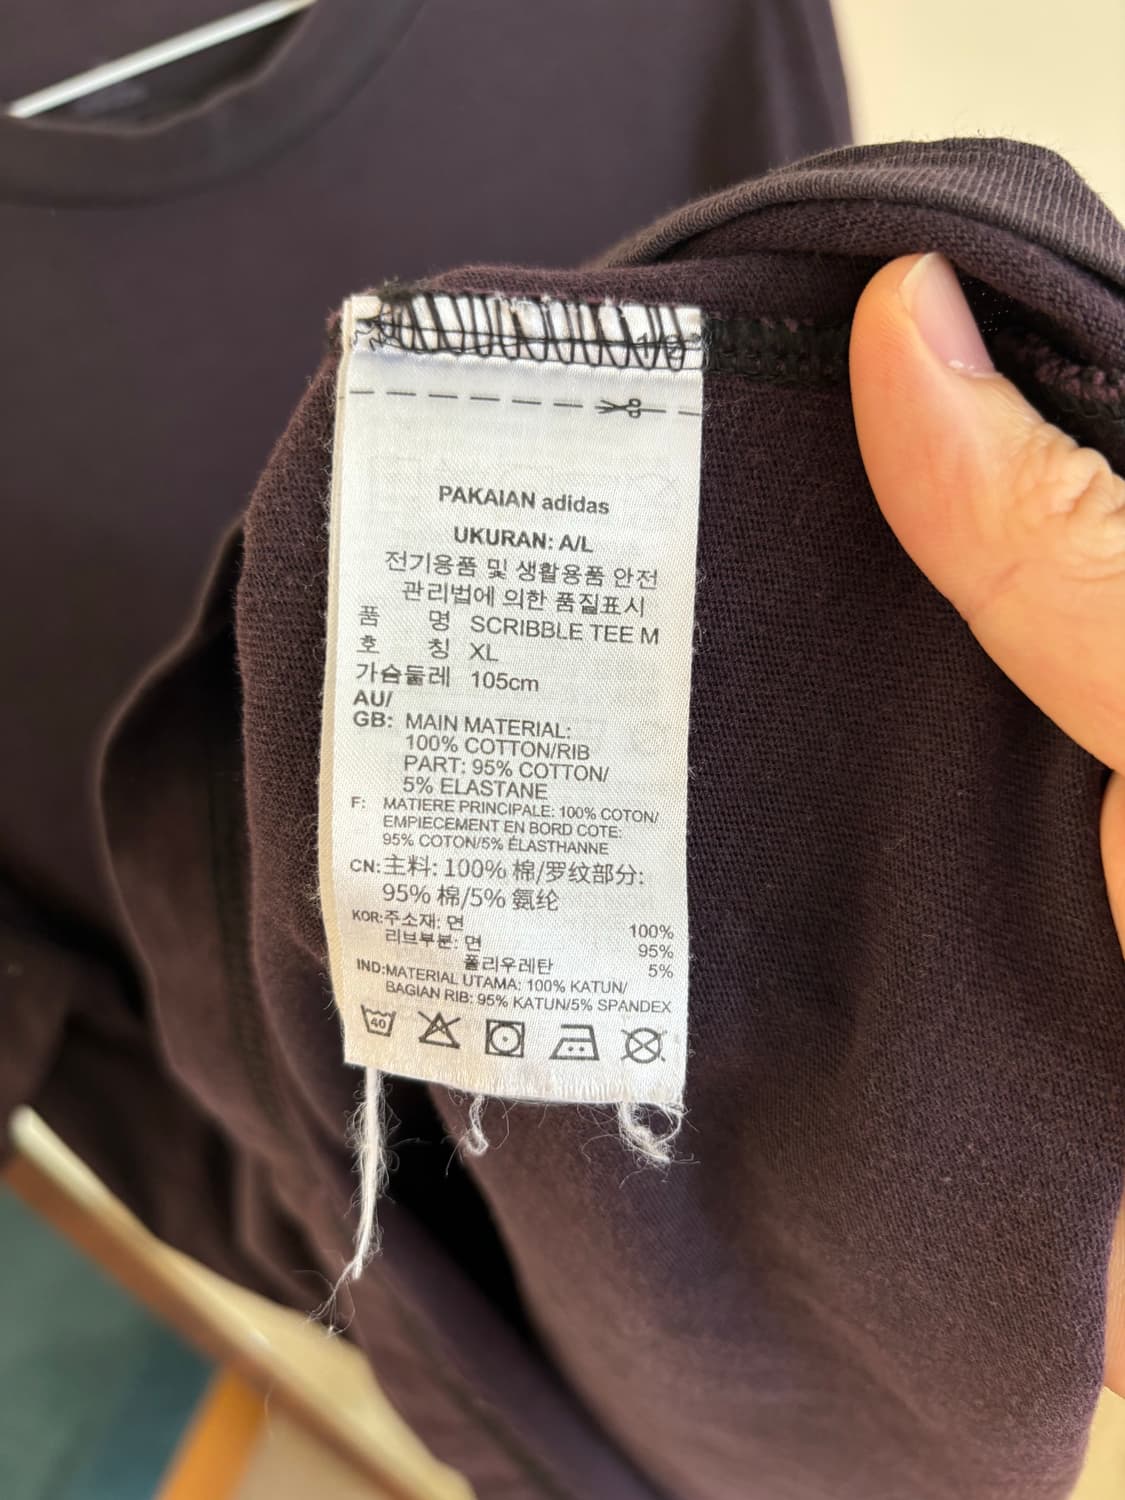 PAKAIAN adidas
UKURAN: A/L
전기용품 및 생활용품 안전
관리법에 의한 품질표시
품 명 SCRIBBLE TEE M
호 칭 XL
가슴둘레 105cm
AU/
GB: MAIN MATERIAL:
100% COTTON/RIB
PART: 95% COTTON/
5% ELASTANE
F: MATIERE PRINCIPALE: 100% COTON/
EMPIECEMENT EN BORD COTE:
95% COTON/5% ÉLASTHANNE
CN: 主料: 100% 棉/罗纹部分:
95% 棉/5% 氨纶
KOR: 주소재: 면 100%
리브부분: 면 95%
폴리우레탄 5%
IND: MATERIAL UTAMA: 100% KATUN/
BAGIAN RIB: 95% KATUN/5% SPANDEX
40